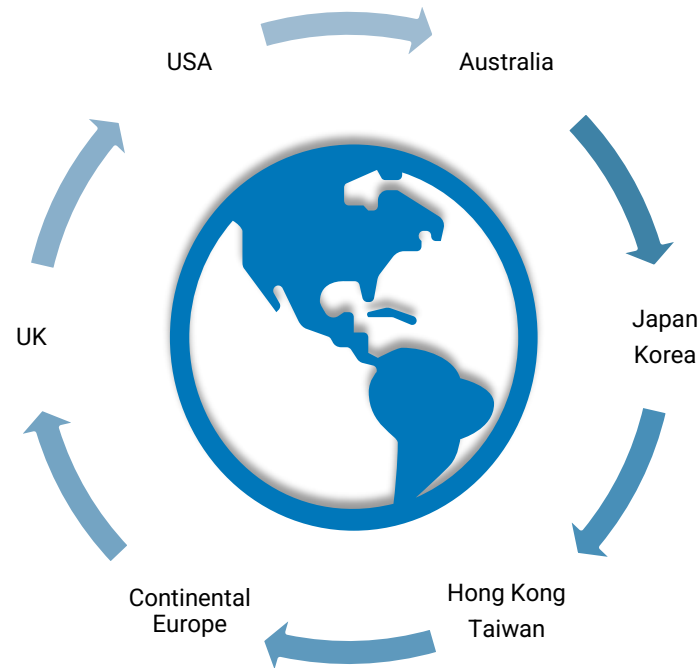 USA
Australia
Japan
Korea
Hong Kong
Taiwan
Continental
Europe
UK